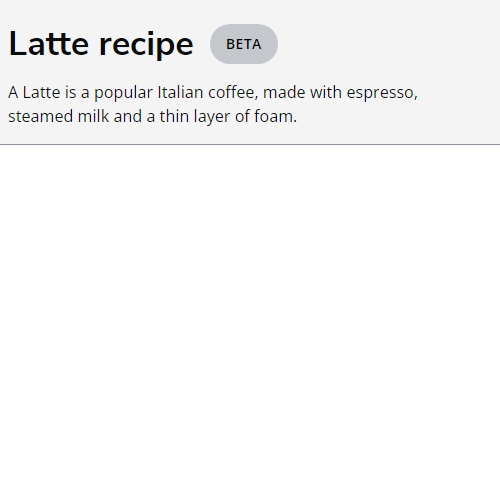 Latte recipe BETA
A Latte is a popular Italian coffee, made with espresso,
steamed milk and a thin layer of foam.